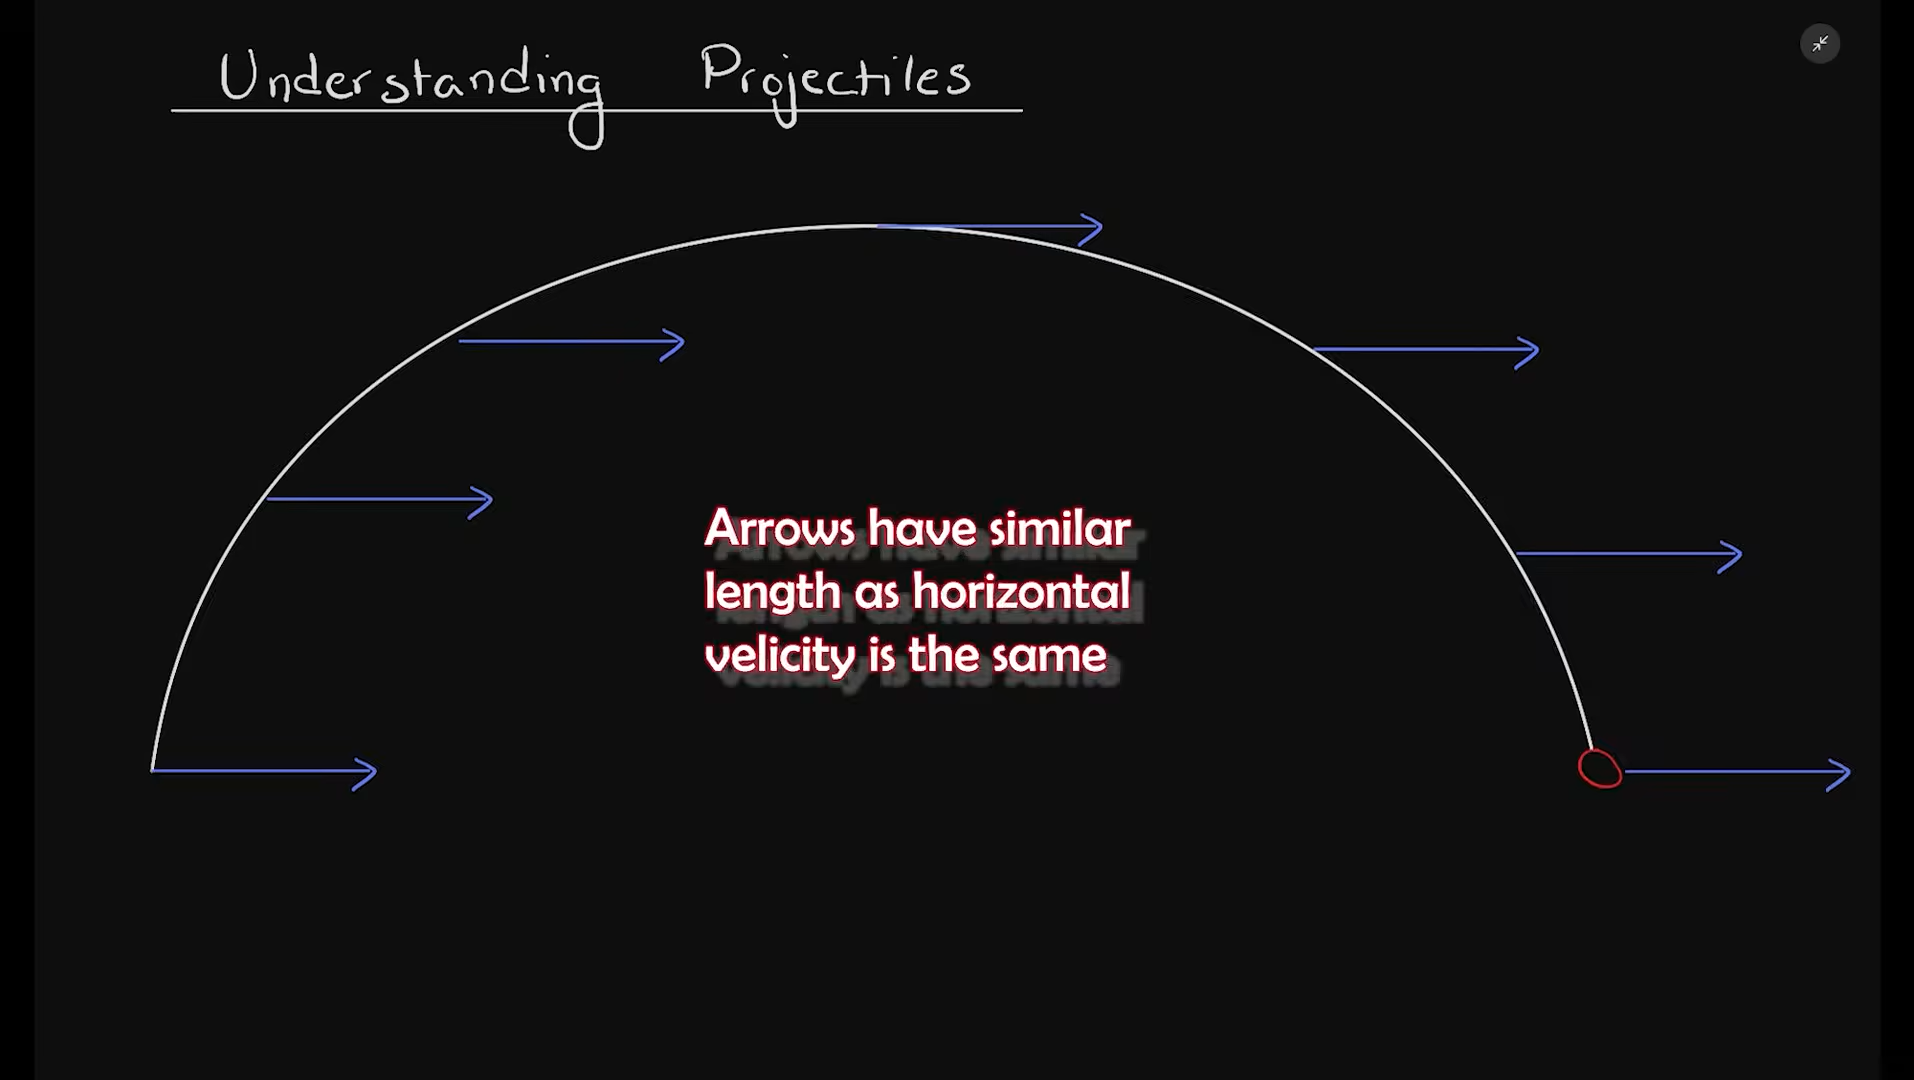 Understanding Projectiles
Arrows have similar
length as horizontal
velicity is the same